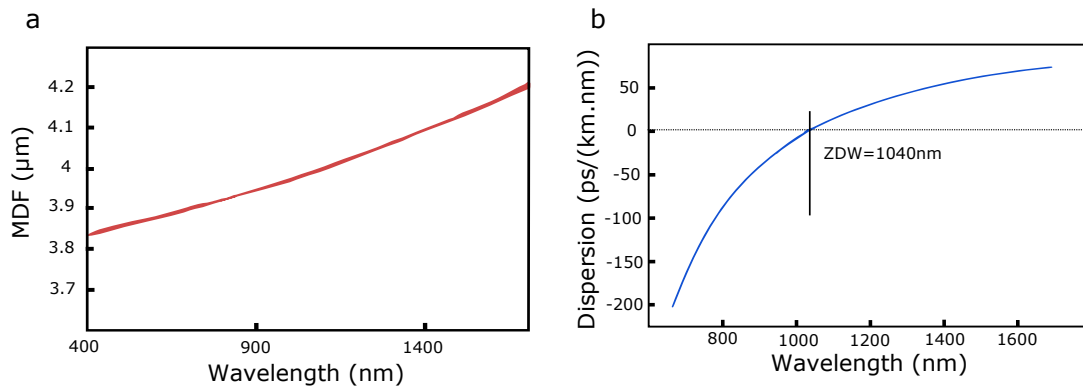 a
MDF (µm)
4.2
4.1
4
3.9
3.8
3.7
400
900
1400
Wavelength (nm)
b
Dispersion (ps/(km.nm))
50
0
-50
-100
-150
-200
ZDW=1040nm
800
1000
1200
1400
1600
Wavelength (nm)